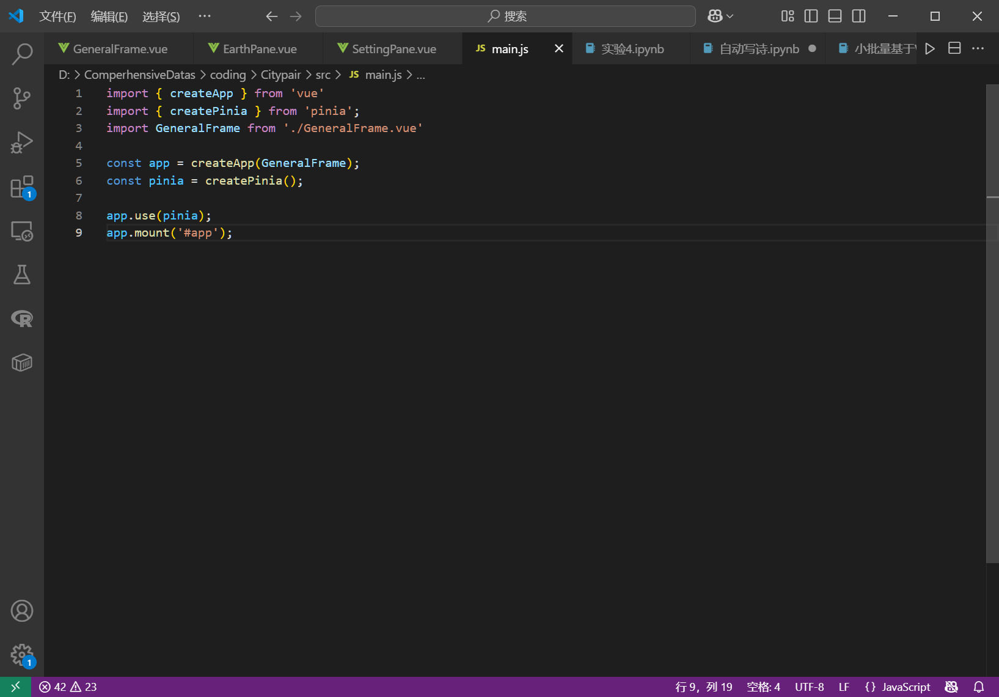 文件(F) 编辑(E) 选择(S) ··· 搜索
GeneralFrame.vue EarthPane.vue SettingPane.vue JS main.js 实验4.ipynb 自动写诗.ipynb 小批量基于
D: > ComperhensiveDatas > coding > Citypair > src > JS main.js > ...
1 import { createApp } from 'vue'
2 import { createPinia } from 'pinia';
3 import GeneralFrame from './GeneralFrame.vue'
4
5 const app = createApp(GeneralFrame);
6 const pinia = createPinia();
7
8 app.use(pinia);
9 app.mount('#app');
1
R
1
42 23 行 9，列 19 空格: 4 UTF-8 LF {} JavaScript